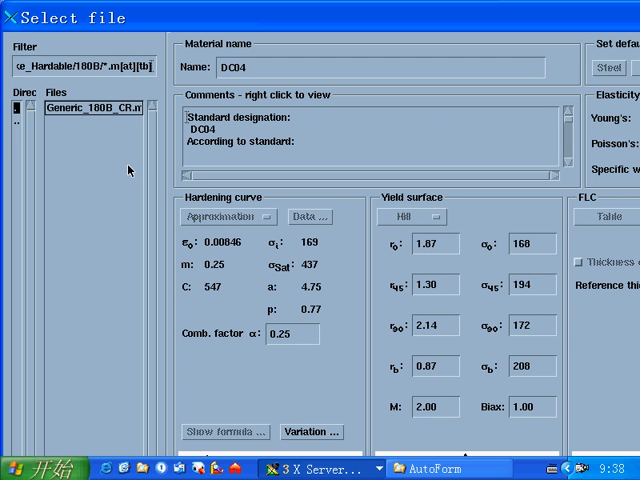 Select file
Filter
Material name
Set defau
ke_Hardable/180B/*.m[at][tb]
Name:
DC04
Steel
Direc
Files
Comments - right click to view
Elasticity
Generic_180B_CR.m
Standard designation:
DC04
According to standard:
Young's:
..
Poisson's:
Specific w
Hardening curve
Yield surface
FLC
Approximation
Data ...
Hill
Table
ε0: 0.00846
σi: 169
r0: 1.87
σ0: 168
m: 0.25
σSat: 437
Thickness
C: 547
a: 4.75
r45: 1.30
σ45: 194
Reference thi
p: 0.77
Comb. factor α: 0.25
r90: 2.14
σ90: 172
rb: 0.87
σb: 208
M: 2.00
Biax: 1.00
Show formula ...
Variation ...
开始
3 X Server...
AutoForm
9:38